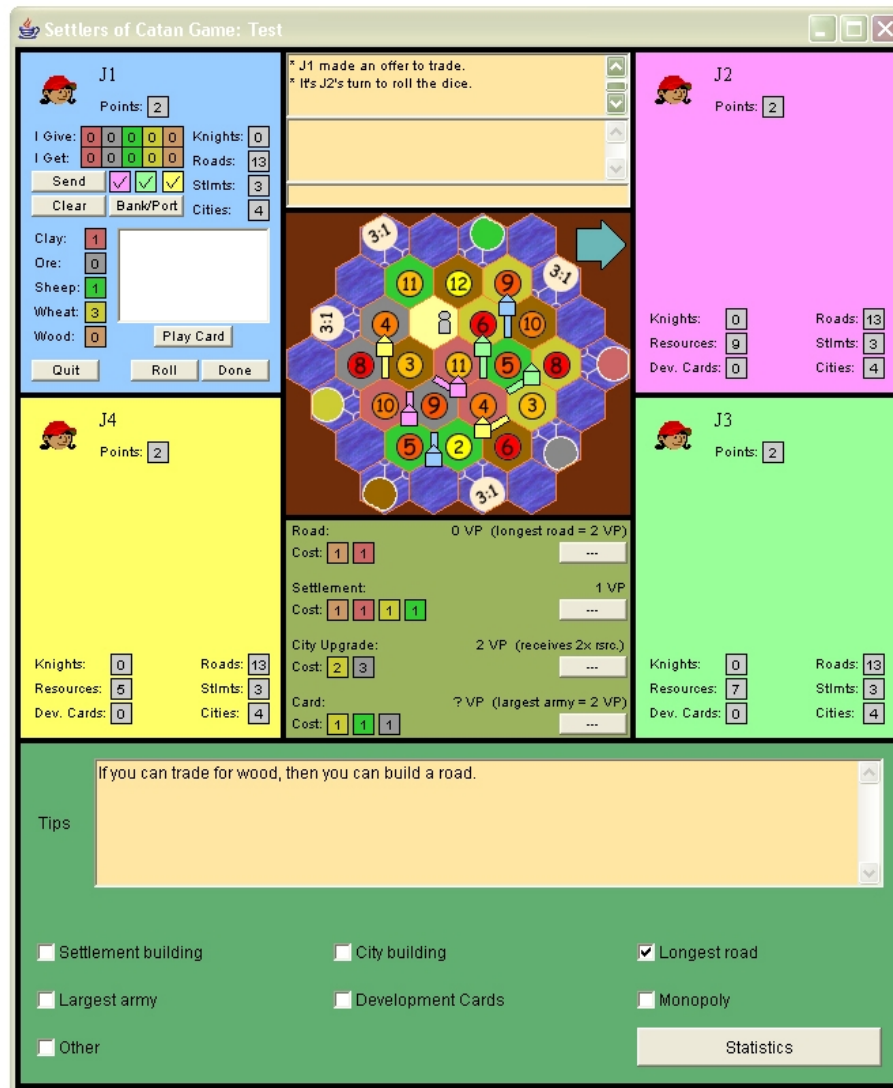 Settlers of Catan Game: Test
J1
Points: 2
I Give: 0 0 0 0 0
I Get: 0 0 0 0 0
Send
Clear
Bank/Port
Knights: 0
Roads: 13
Stlmts: 3
Cities: 4
Clay: 1
Ore: 0
Sheep: 1
Wheat: 3
Wood: 0
Play Card
Quit
Roll
Done
* J1 made an offer to trade.
* It's J2's turn to roll the dice.
J2
Points: 2
Knights: 0
Resources: 9
Dev. Cards: 0
Roads: 13
Stlmts: 3
Cities: 4
3:1
11 12 9 3:1
3:1 4 6 10
8 3 11 5 8
10 9 4 3
5 2 6
3:1
J4
Points: 2
Knights: 0
Resources: 5
Dev. Cards: 0
Roads: 13
Stlmts: 3
Cities: 4
Road: 0 VP (longest road = 2 VP)
Cost: 1 1 ---
Settlement: 1 VP
Cost: 1 1 1 1 ---
City Upgrade: 2 VP (receives 2x rsrc.)
Cost: 2 3 ---
Card: ? VP (largest army = 2 VP)
Cost: 1 1 1 ---
J3
Points: 2
Knights: 0
Resources: 7
Dev. Cards: 0
Roads: 13
Stlmts: 3
Cities: 4
Tips
If you can trade for wood, then you can build a road.
Settlement building
City building
Longest road
Largest army
Development Cards
Monopoly
Other
Statistics